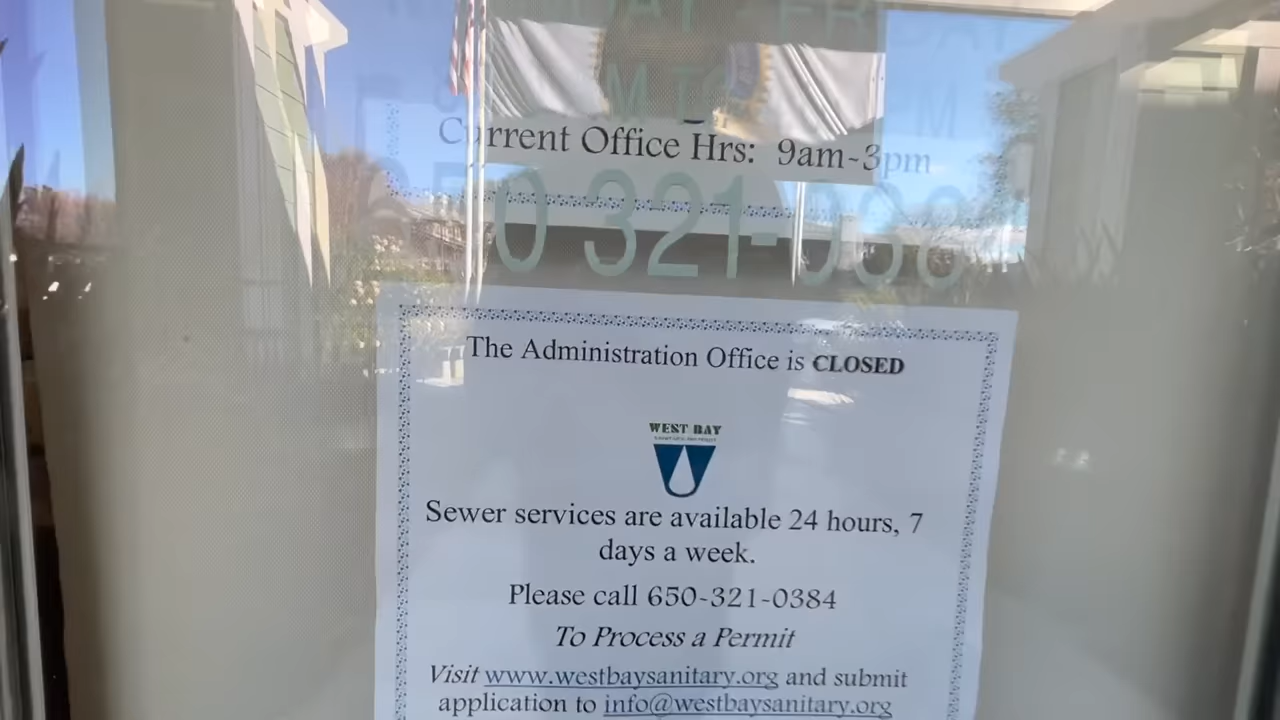 Current Office Hrs: 9am-3pm
The Administration Office is CLOSED
WEST BAY
Sewer services are available 24 hours, 7
days a week.
Please call 650-321-0384
To Process a Permit
Visit www.westbaysanitary.org and submit
application to info@westbaysanitary.org